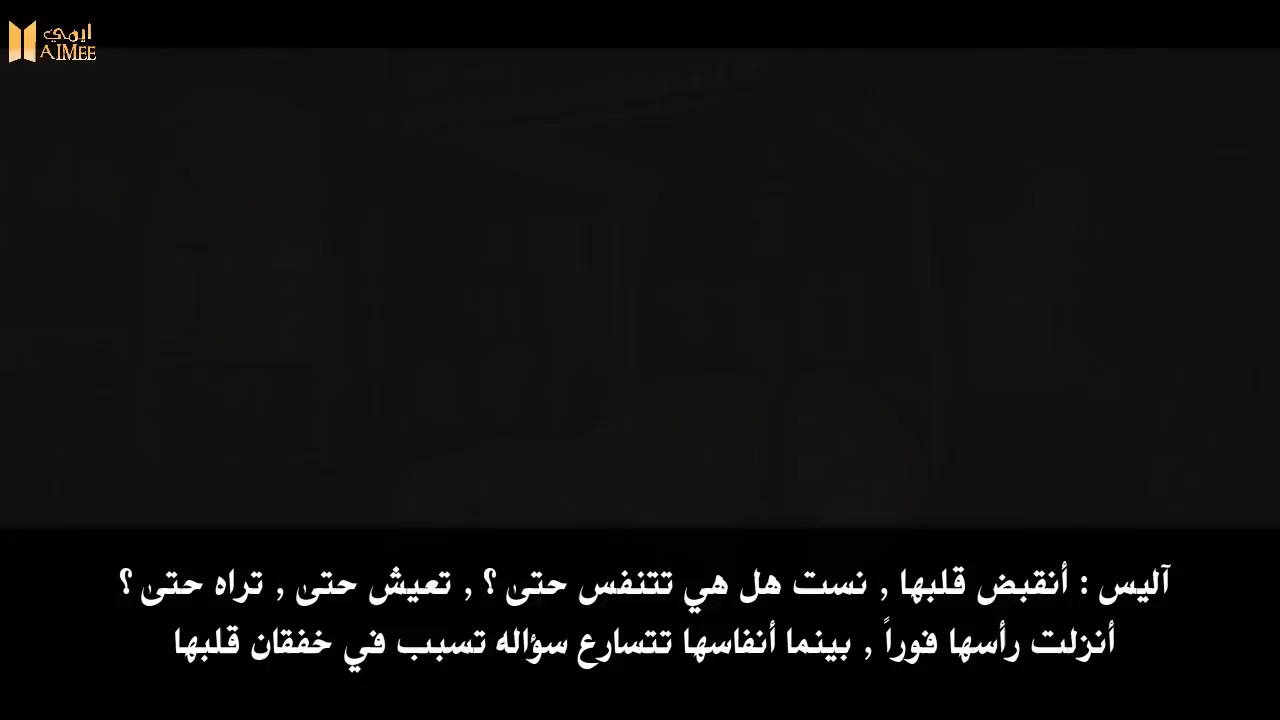 ايمي
AIMEE
آليس : أنقبض قلبها , نست هل هي تتنفس حتى ؟ , تعيش حتى , تراه حتى ؟
أنزلت رأسها فوراً , بينما أنفاسها تتسارع سؤاله تسبب في خفقان قلبها